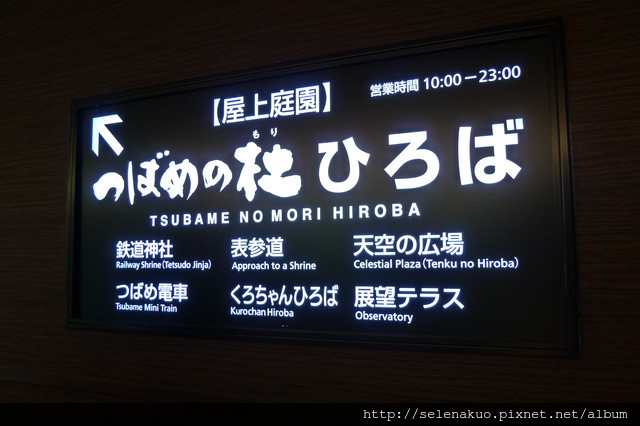 【屋上庭園】 営業時間 10:00－23:00
もり
つばめの杜ひろば
TSUBAME NO MORI HIROBA
鉄道神社 表参道 天空の広場
Railway Shrine (Tetsudo Jinja) Approach to a Shrine Celestial Plaza (Tenku no Hiroba)
つばめ電車 くろちゃんひろば 展望テラス
Tsubame Mini Train Kurochan Hiroba Observatory
http://selenakuo.pixnet.net/album